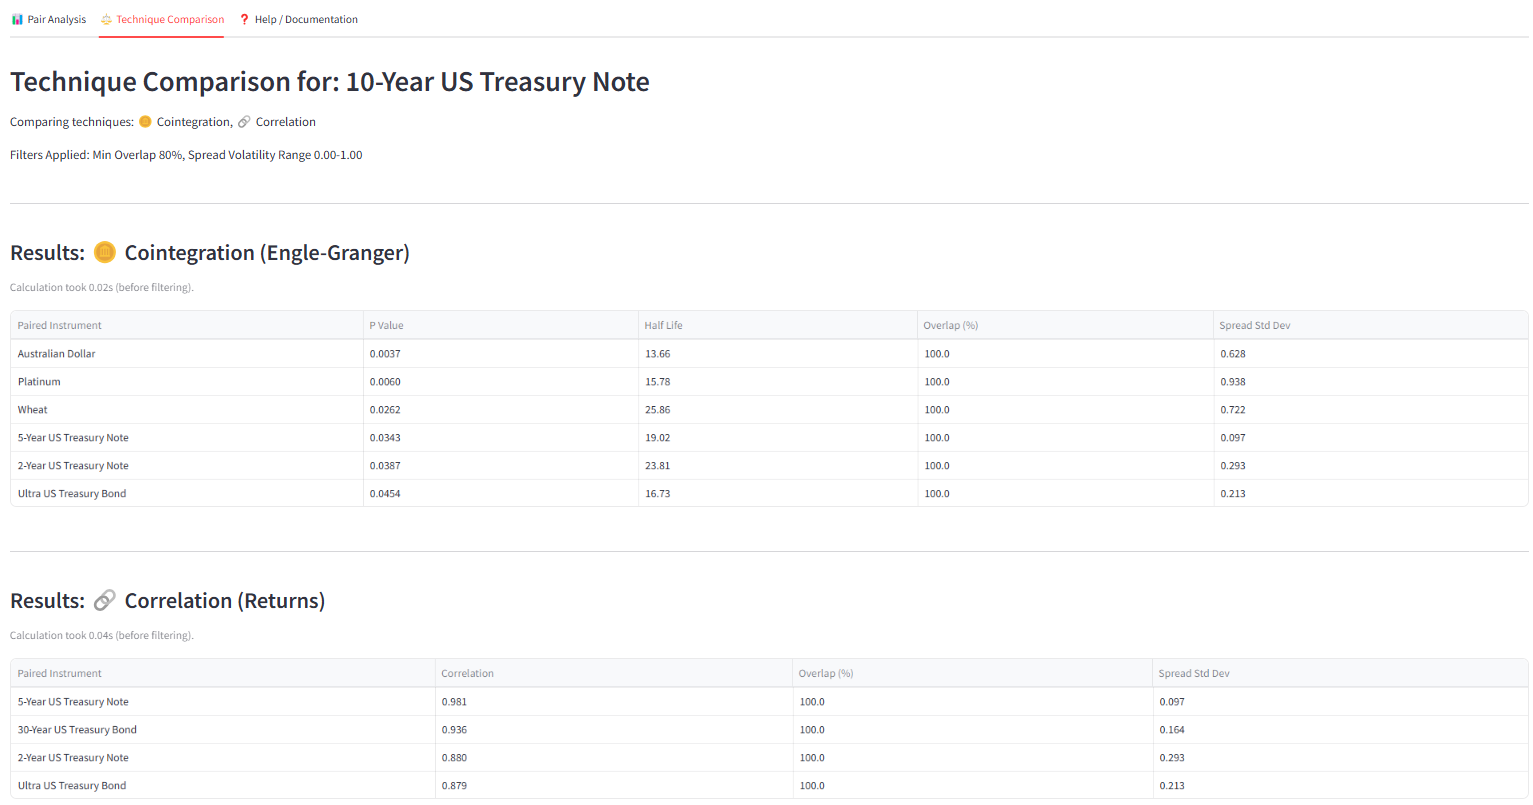 Pair Analysis Technique Comparison Help / Documentation
Technique Comparison for: 10-Year US Treasury Note
Comparing techniques: Cointegration, Correlation
Filters Applied: Min Overlap 80%, Spread Volatility Range 0.00-1.00
Results: Cointegration (Engle-Granger)
Calculation took 0.02s (before filtering).
Paired Instrument P Value Half Life Overlap (%) Spread Std Dev
Australian Dollar 0.0037 13.66 100.0 0.628
Platinum 0.0060 15.78 100.0 0.938
Wheat 0.0262 25.86 100.0 0.722
5-Year US Treasury Note 0.0343 19.02 100.0 0.097
2-Year US Treasury Note 0.0387 23.81 100.0 0.293
Ultra US Treasury Bond 0.0454 16.73 100.0 0.213
Results: Correlation (Returns)
Calculation took 0.04s (before filtering).
Paired Instrument Correlation Overlap (%) Spread Std Dev
5-Year US Treasury Note 0.981 100.0 0.097
30-Year US Treasury Bond 0.936 100.0 0.164
2-Year US Treasury Note 0.880 100.0 0.293
Ultra US Treasury Bond 0.879 100.0 0.213